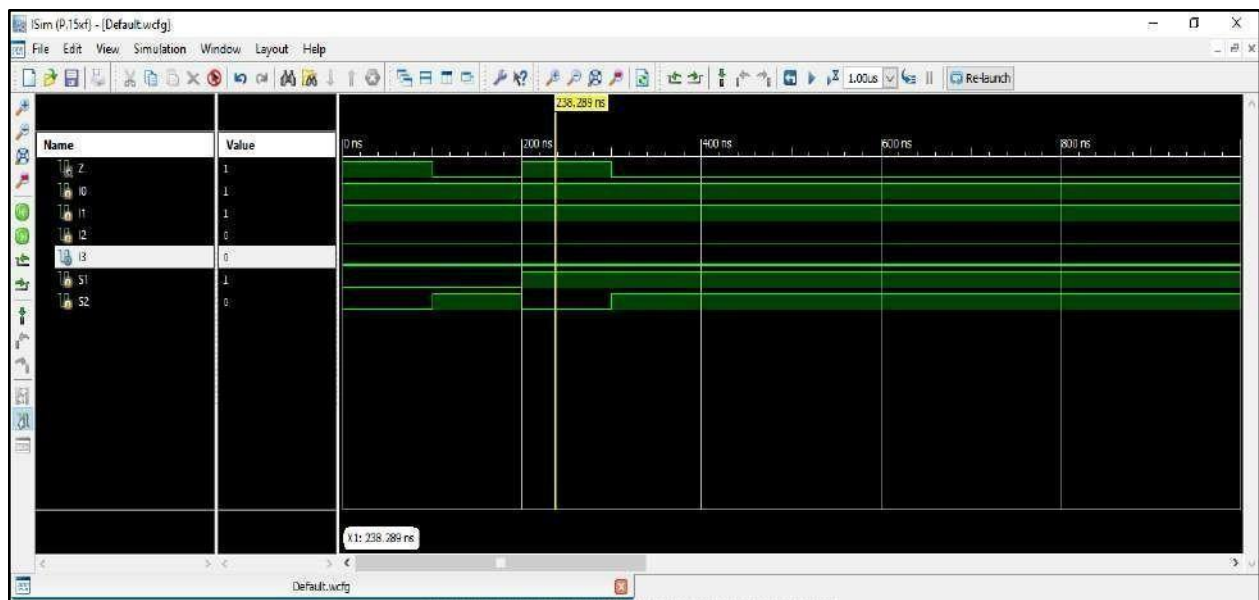 ISim (P.15xf) - [Default.wcfg]
File Edit View Simulation Window Layout Help
1.00us Re-launch
238.289 ns
Name Value
0 ns 200 ns 400 ns 600 ns 800 ns
Z 1
I0 1
I1 1
I2 0
I3 0
S1 1
S2 0
X1: 238.289 ns
Default.wcfg